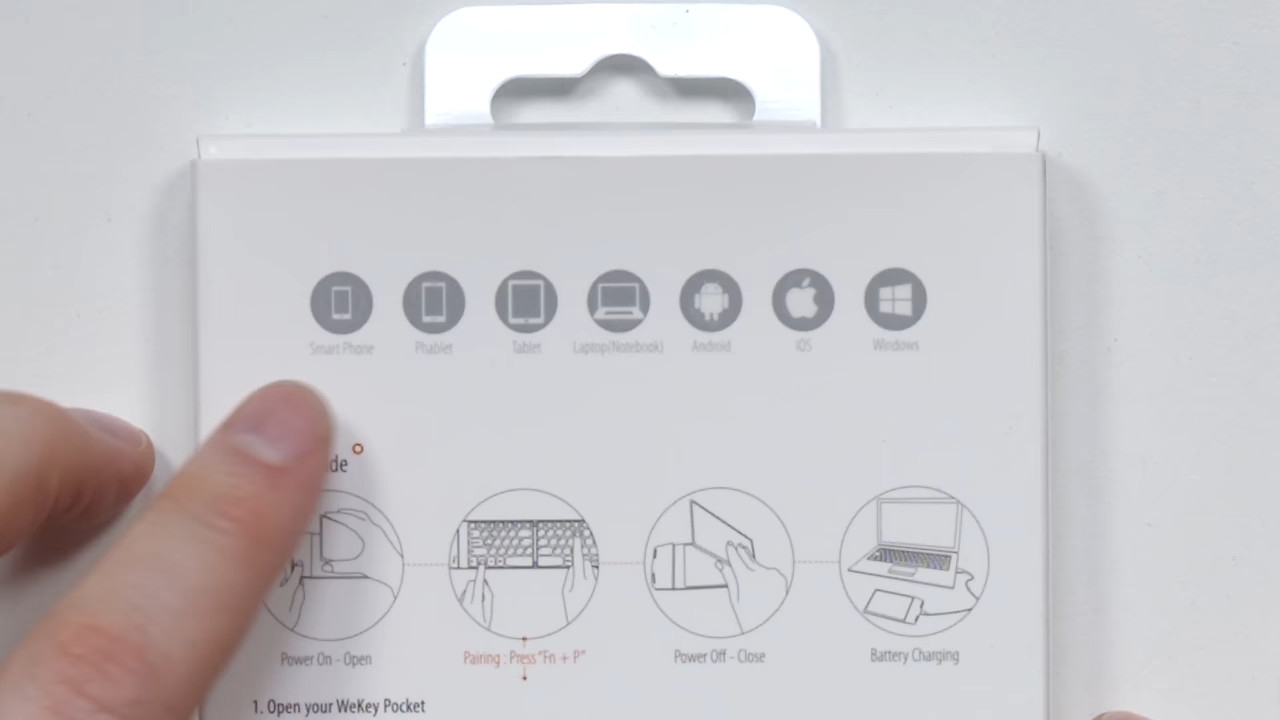 Smart Phone Phablet Tablet Laptop(Notebook) Android iOS Windows
Power On - Open Pairing : Press "Fn + P" Power Off - Close Battery Charging
1. Open your WeKey Pocket